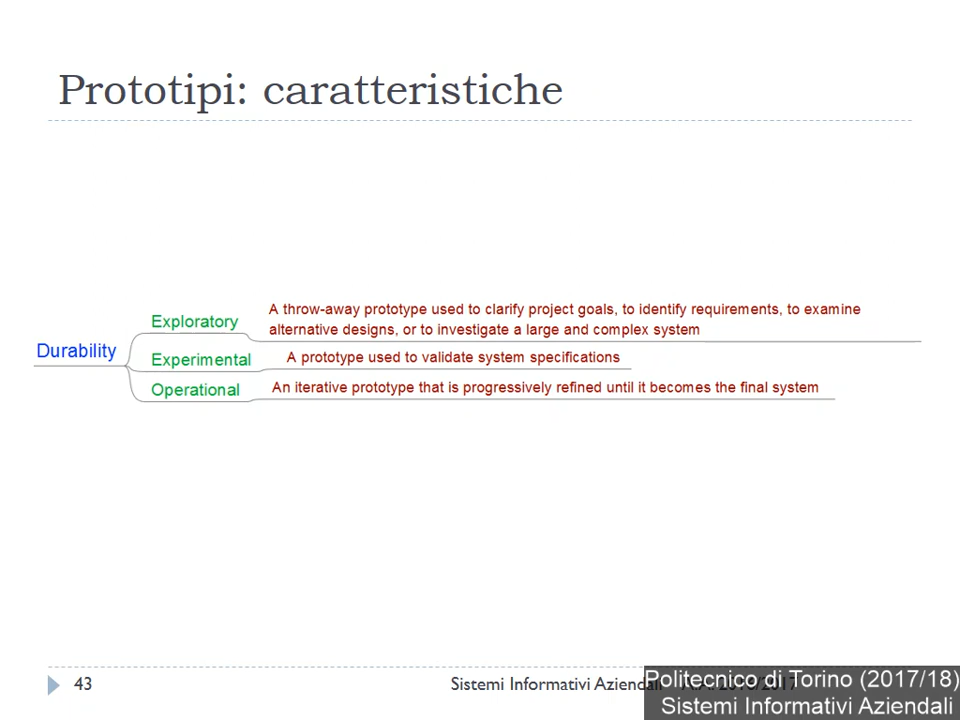 Prototipi: caratteristiche
Durability
Exploratory
A throw-away prototype used to clarify project goals, to identify requirements, to examine
alternative designs, or to investigate a large and complex system
Experimental
A prototype used to validate system specifications
Operational
An iterative prototype that is progressively refined until it becomes the final system
43
Sistemi Informativi Aziendali
Politecnico di Torino (2017/18)
Sistemi Informativi Aziendali